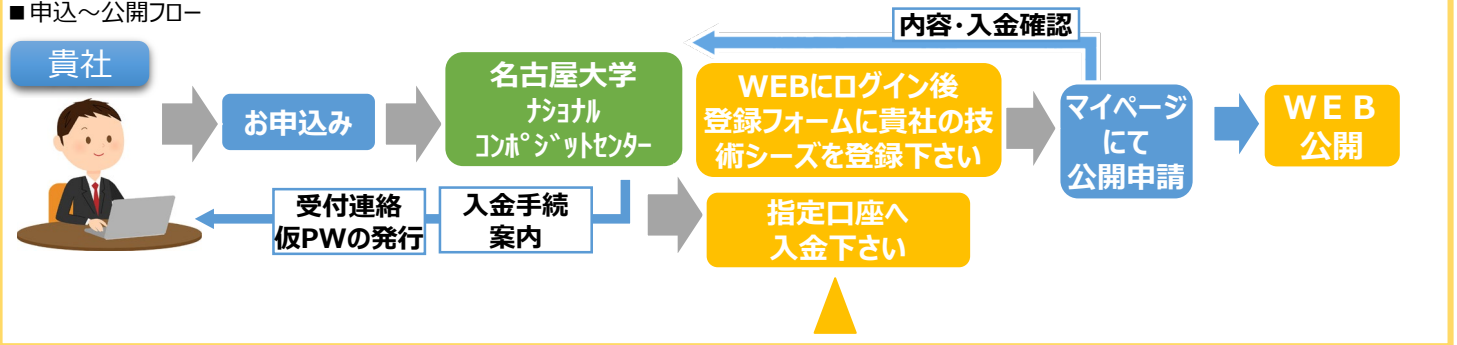 ■申込~公開フロー
貴社
お申込み
名古屋大学
ナショナル
コンポジットセンター
受付連絡
仮PWの発行
入金手続
案内
内容・入金確認
WEBにログイン後
登録フォームに貴社の技
術シーズを登録下さい
指定口座へ
入金下さい
マイページ
にて
公開申請
WEB
公開